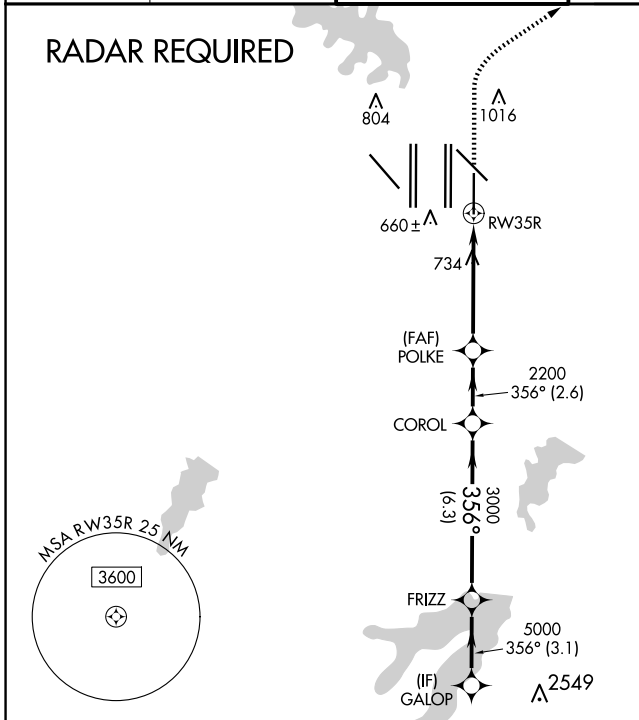 RADAR REQUIRED
804
1016
660±
RW35R
734
(FAF)
POLKE
2200
356° (2.6)
COROL
3000
356°
(6.3)
MSA RW35R 25 NM
3600
FRIZZ
5000
356° (3.1)
(IF)
GALOP
2549